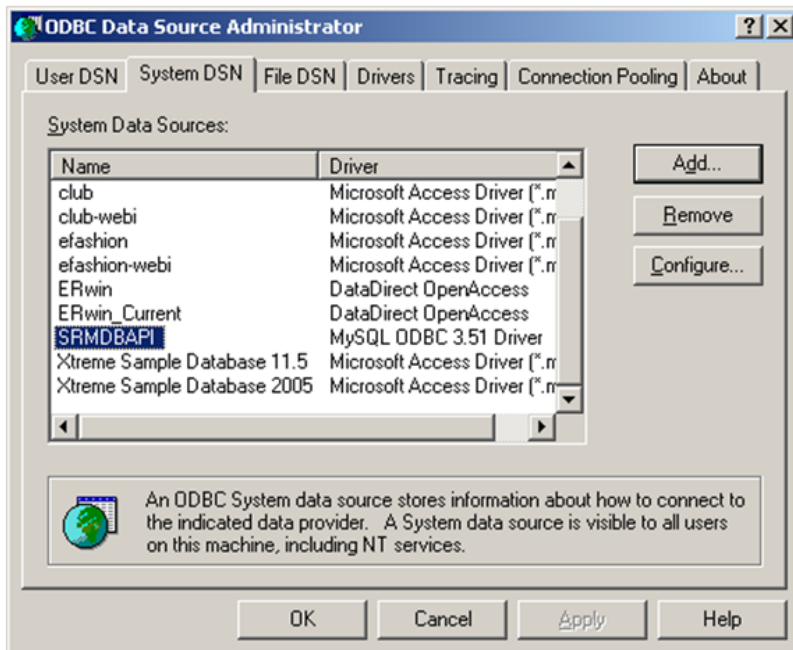 ODBC Data Source Administrator
User DSN System DSN File DSN Drivers Tracing Connection Pooling About
System Data Sources:
Name Driver
club Microsoft Access Driver (*.m
club-webi Microsoft Access Driver (*.m
efashion Microsoft Access Driver (*.m
efashion-webi Microsoft Access Driver (*.m
ERwin DataDirect OpenAccess
ERwin_Current DataDirect OpenAccess
SRMDBAPI MySQL ODBC 3.51 Driver
Xtreme Sample Database 11.5 Microsoft Access Driver (*.m
Xtreme Sample Database 2005 Microsoft Access Driver (*.m
Add...
Remove
Configure...
An ODBC System data source stores information about how to connect to
the indicated data provider. A System data source is visible to all users
on this machine, including NT services.
OK Cancel Apply Help